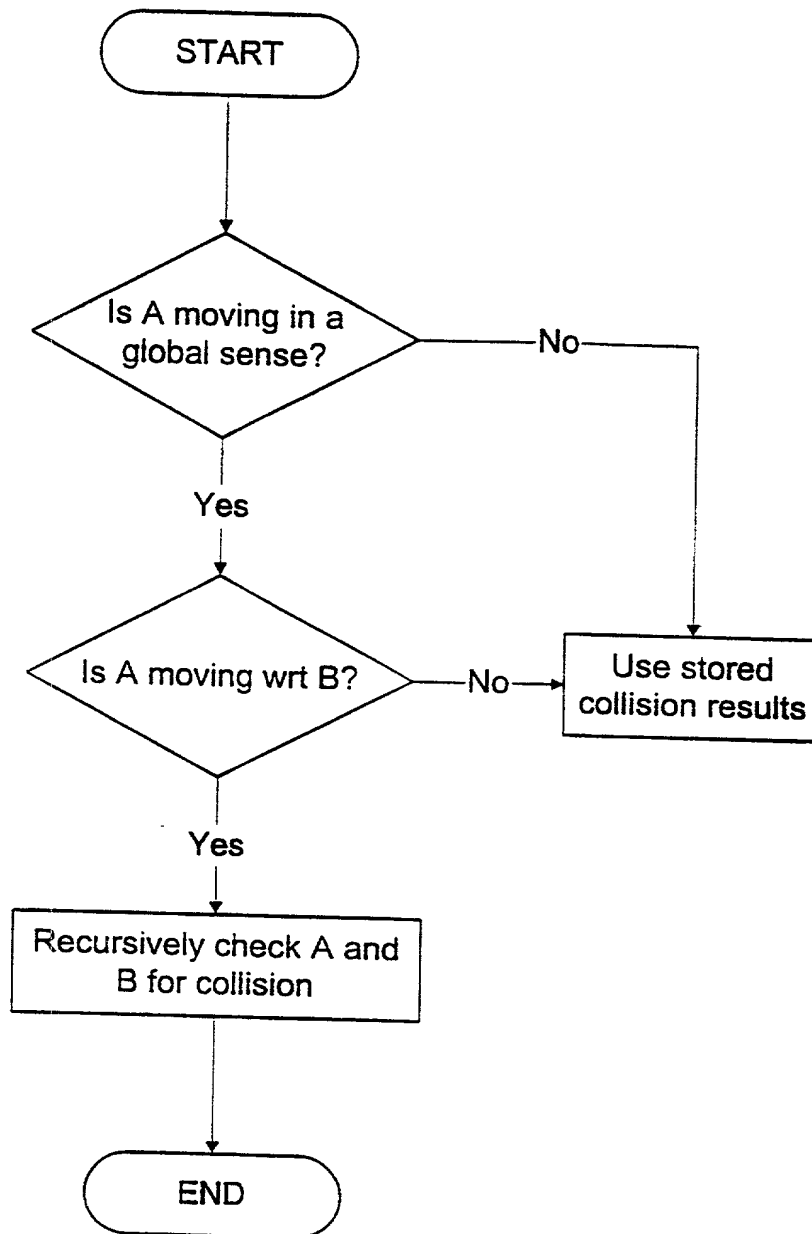 START
Is A moving in a
global sense?
No
Yes
Is A moving wrt B?
No
Use stored
collision results
Yes
Recursively check A and
B for collision
END